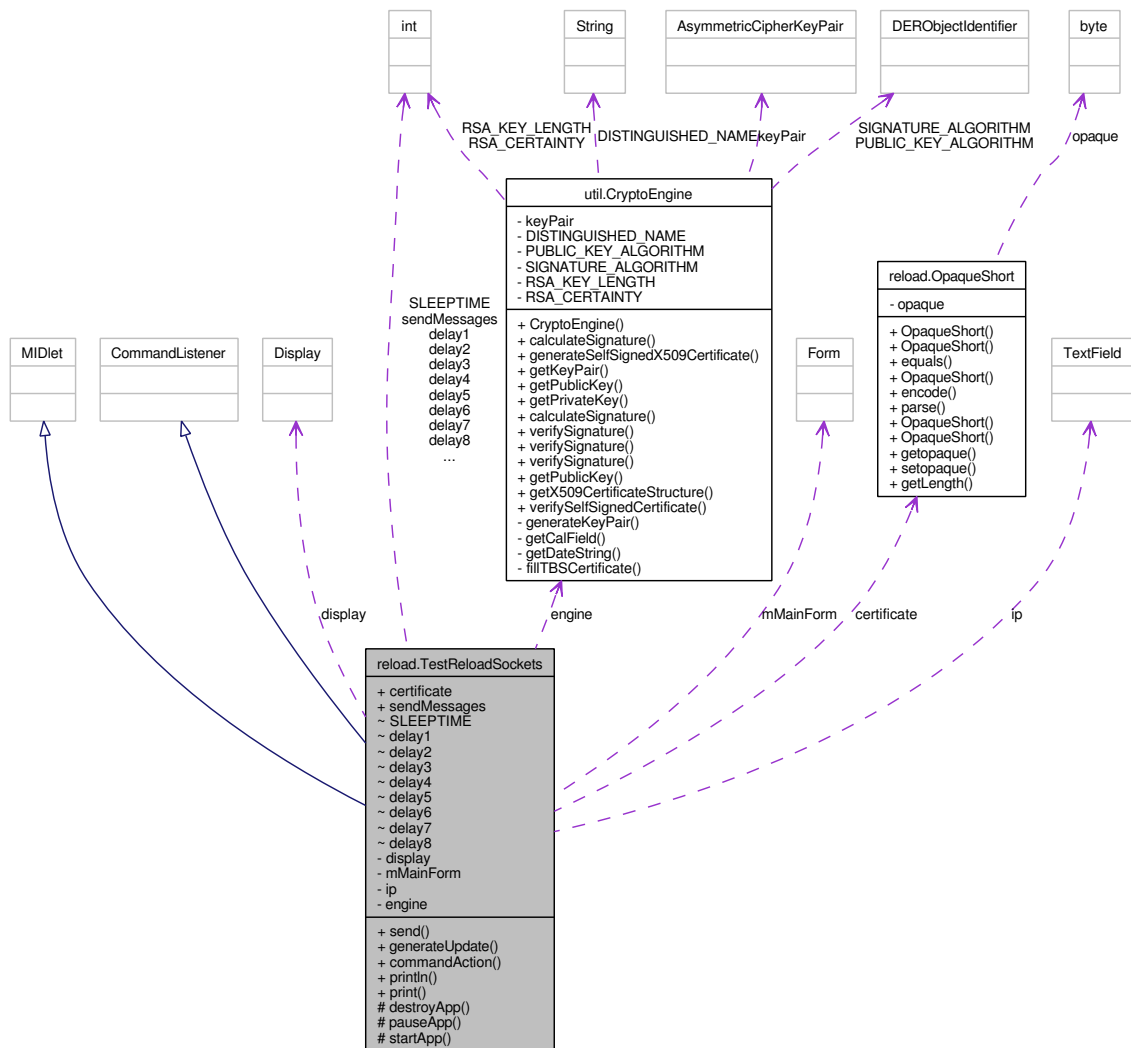 int
String
AsymmetricCipherKeyPair
DERObjectIdentifier
byte
RSA_KEY_LENGTH
RSA_CERTAINTY
DISTINGUISHED_NAME
keyPair
SIGNATURE_ALGORITHM
PUBLIC_KEY_ALGORITHM
opaque
util.CryptoEngine
- keyPair
- DISTINGUISHED_NAME
- PUBLIC_KEY_ALGORITHM
- SIGNATURE_ALGORITHM
- RSA_KEY_LENGTH
- RSA_CERTAINTY
+ CryptoEngine()
+ calculateSignature()
+ generateSelfSignedX509Certificate()
+ getKeyPair()
+ getPublicKey()
+ getPrivateKey()
+ calculateSignature()
+ verifySignature()
+ verifySignature()
+ verifySignature()
+ getPublicKey()
+ getX509CertificateStructure()
+ verifySelfSignedCertificate()
- generateKeyPair()
- getCalField()
- getDateString()
- fillTBSCertificate()
reload.OpaqueShort
- opaque
+ OpaqueShort()
+ OpaqueShort()
+ equals()
+ OpaqueShort()
+ encode()
+ parse()
+ OpaqueShort()
+ OpaqueShort()
+ getopaque()
+ setopaque()
+ getLength()
SLEEPTIME
sendMessages
delay1
delay2
delay3
delay4
delay5
delay6
delay7
delay8
...
MIDlet
CommandListener
Display
Form
TextField
display
engine
mMainForm
certificate
ip
reload.TestReloadSockets
+ certificate
+ sendMessages
~ SLEEPTIME
~ delay1
~ delay2
~ delay3
~ delay4
~ delay5
~ delay6
~ delay7
~ delay8
- display
- mMainForm
- ip
- engine
+ send()
+ generateUpdate()
+ commandAction()
+ println()
+ print()
# destroyApp()
# pauseApp()
# startApp()